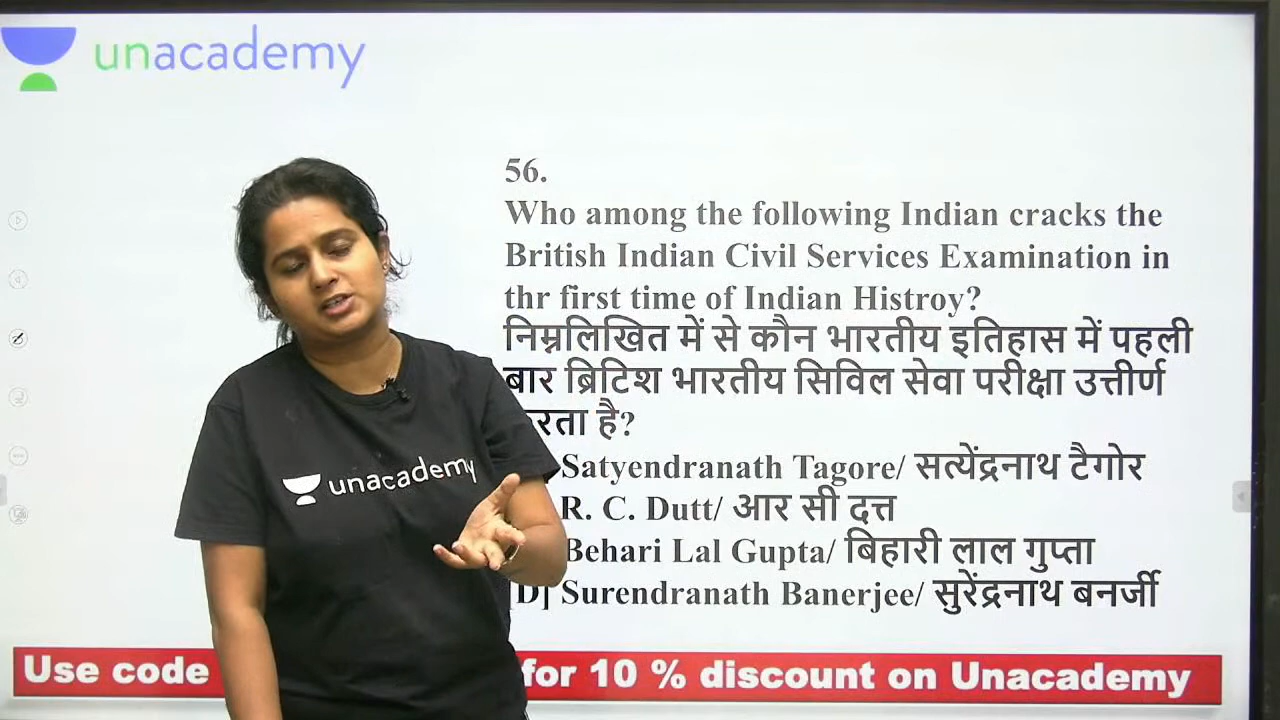 unacademy
56.
Who among the following Indian cracks the
British Indian Civil Services Examination in
thr first time of Indian Histroy?
निम्नलिखित में से कौन भारतीय इतिहास में पहली
बार ब्रिटिश भारतीय सिविल सेवा परीक्षा उत्तीर्ण
है?
Satyendranath Tagore/ सत्येंद्रनाथ टैगोर
R. C. Dutt/ आर सी दत्त
Behari Lal Gupta/ बिहारी लाल गुप्ता
[D] Surendranath Banerjee/ सुरेंद्रनाथ बनर्जी
unacademy
Use code for 10 % discount on Unacademy